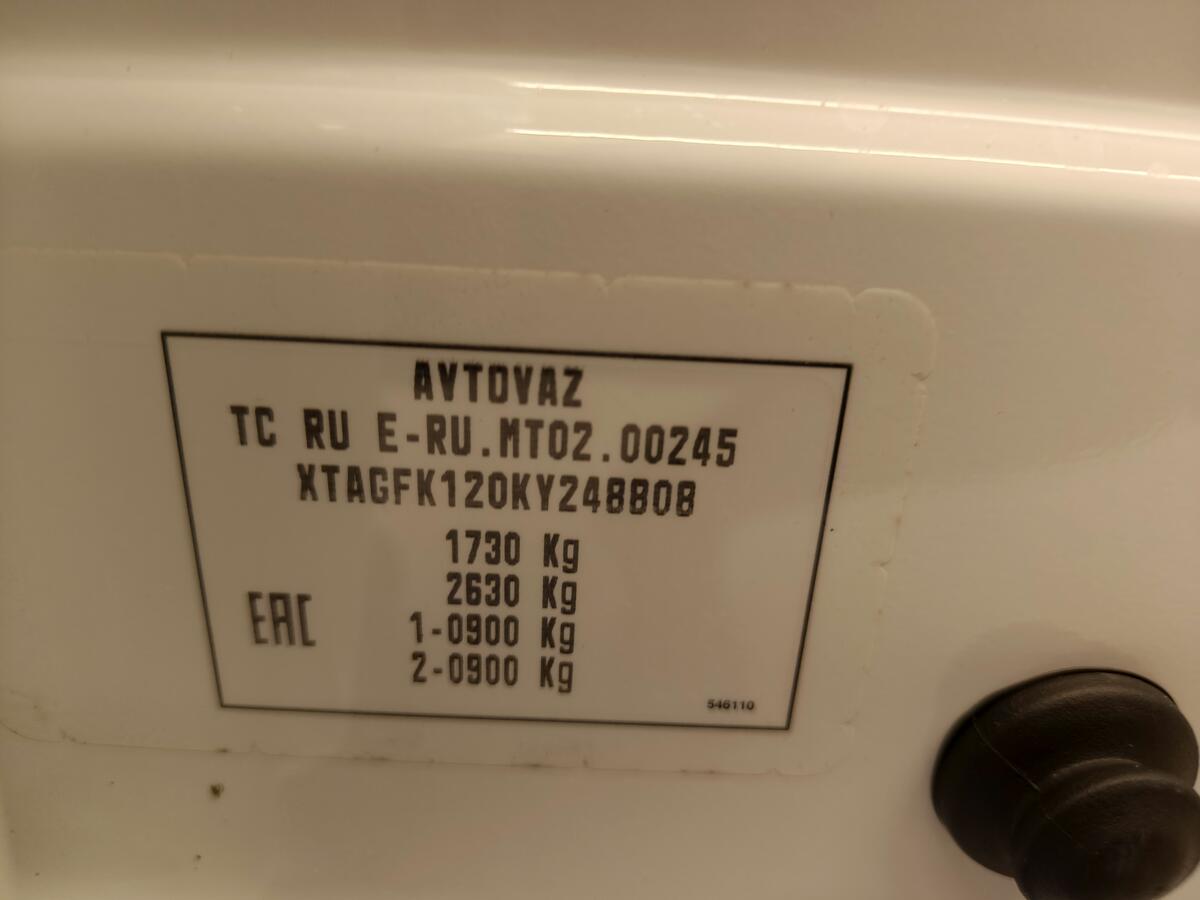 AVTOVAZ
TC RU E-RU.MT02.00245
XTAGFK120KY248808
1730 Kg
2630 Kg
EAC
1-0900 Kg
2-0900 Kg
546110